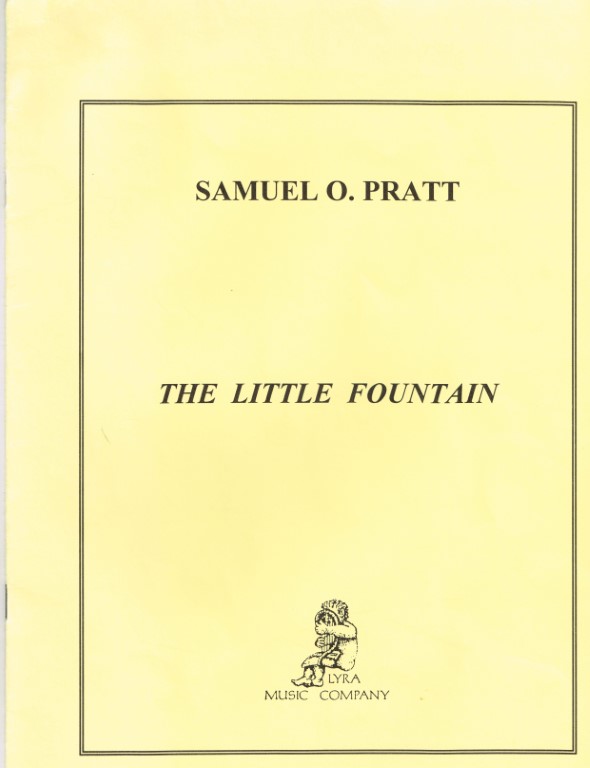 SAMUEL O. PRATT
THE LITTLE FOUNTAIN
LYRA
MUSIC COMPANY